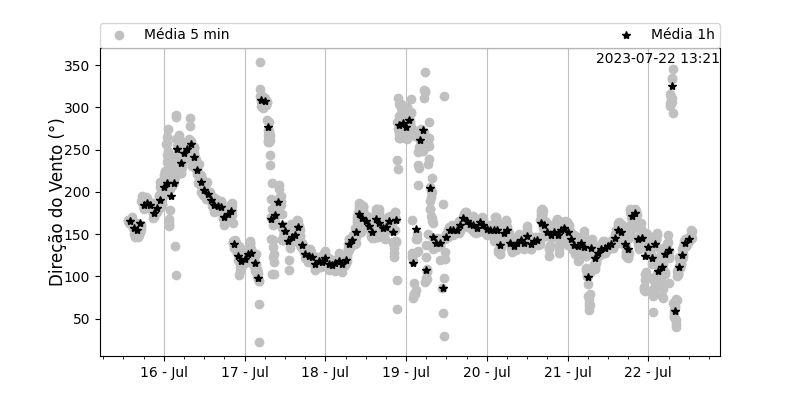 Média 5 min
Média 1h
2023-07-22 13:21
Direção do Vento (°)
350
300
250
200
150
100
50
16 - Jul
17 - Jul
18 - Jul
19 - Jul
20 - Jul
21 - Jul
22 - Jul